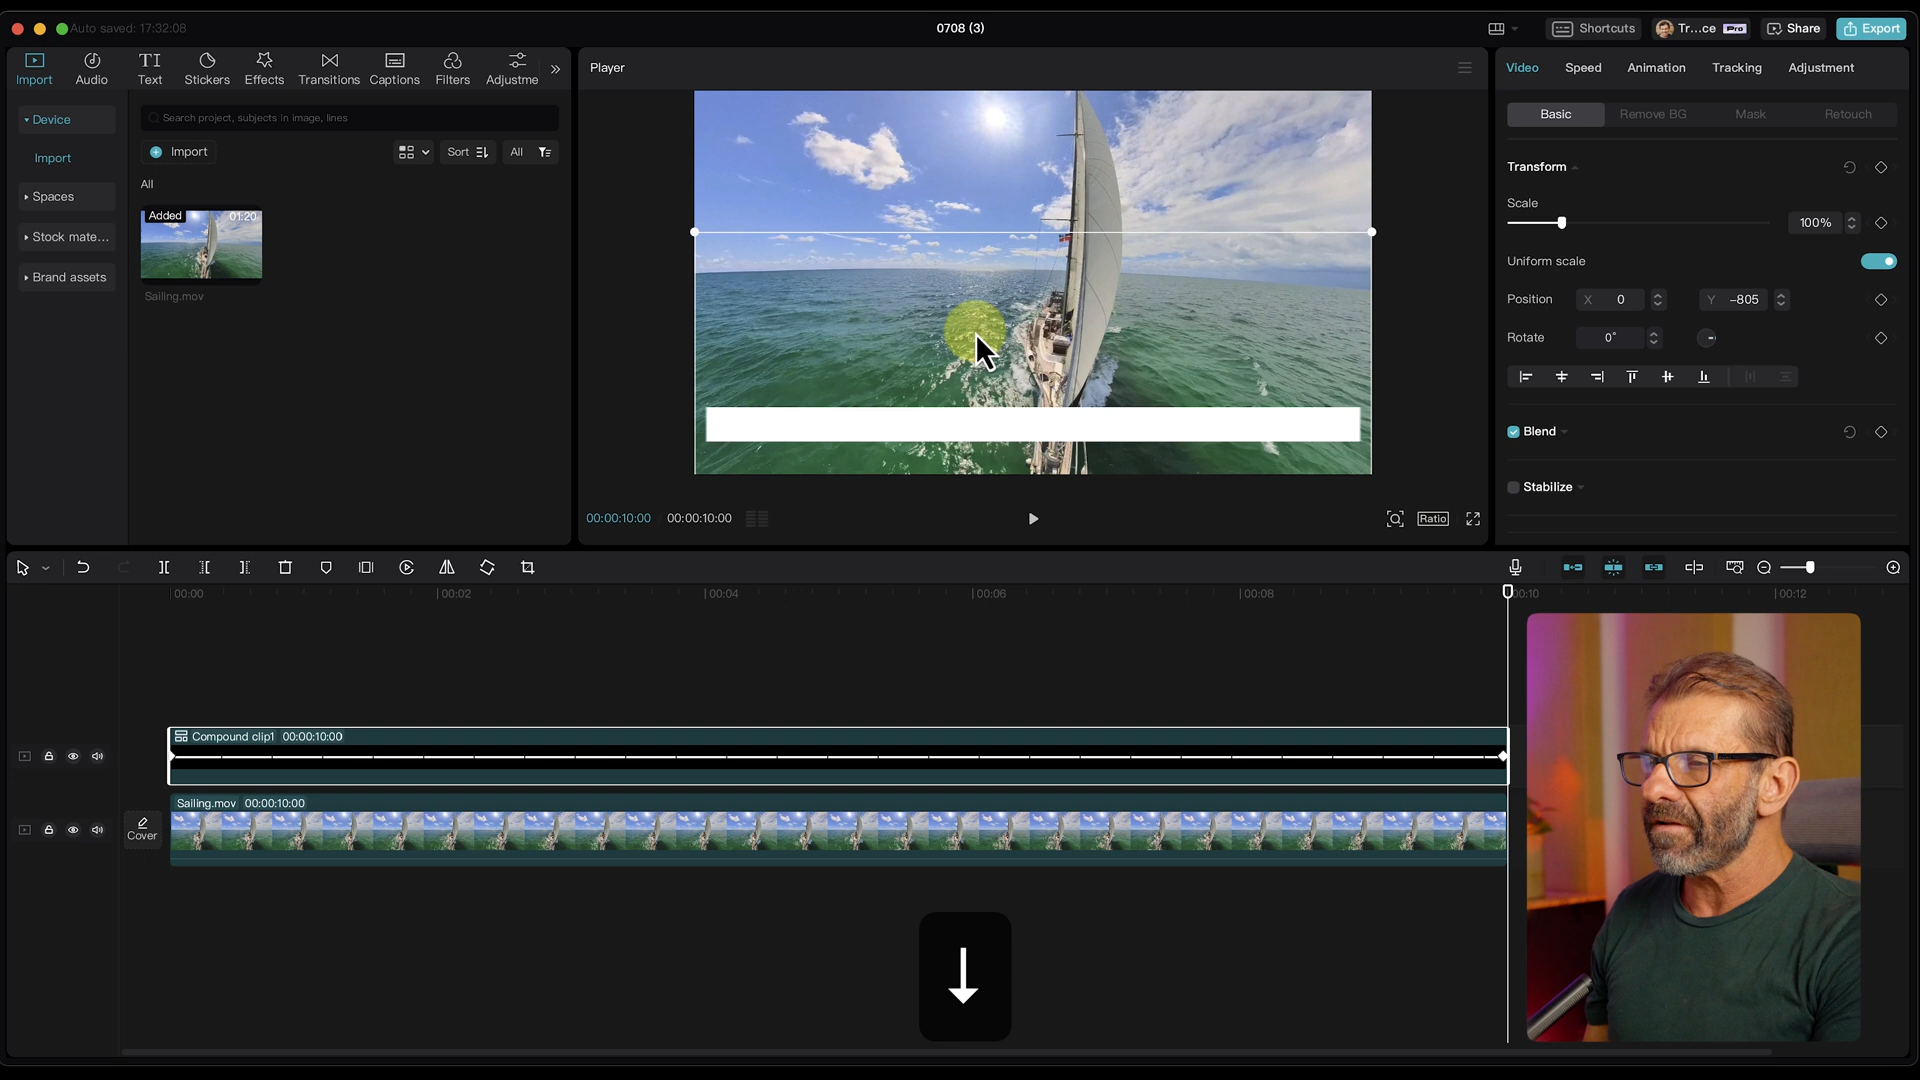 Auto saved: 17:32:08
0708 (3)
Shortcuts
Tr...ce
Pro
Share
Export
Import
Audio
TI
Text
Stickers
Effects
Transitions
Captions
Filters
Adjustme
Device
Import
Spaces
Stock mate...
Brand assets
Search project, subjects in image, lines
Import
Sort
All
All
Added
01:20
Sailing.mov
Player
00:00:10:00
00:00:10:00
Ratio
Video
Speed
Animation
Tracking
Adjustment
Basic
Remove BG
Mask
Retouch
Transform
Scale
100%
Uniform scale
Position
X 0
Y -805
Rotate
0°
Blend
Stabilize
00:00
00:02
00:04
00:06
00:08
00:10
00:12
Compound clip1 00:00:10:00
Sailing.mov 00:00:10:00
Cover